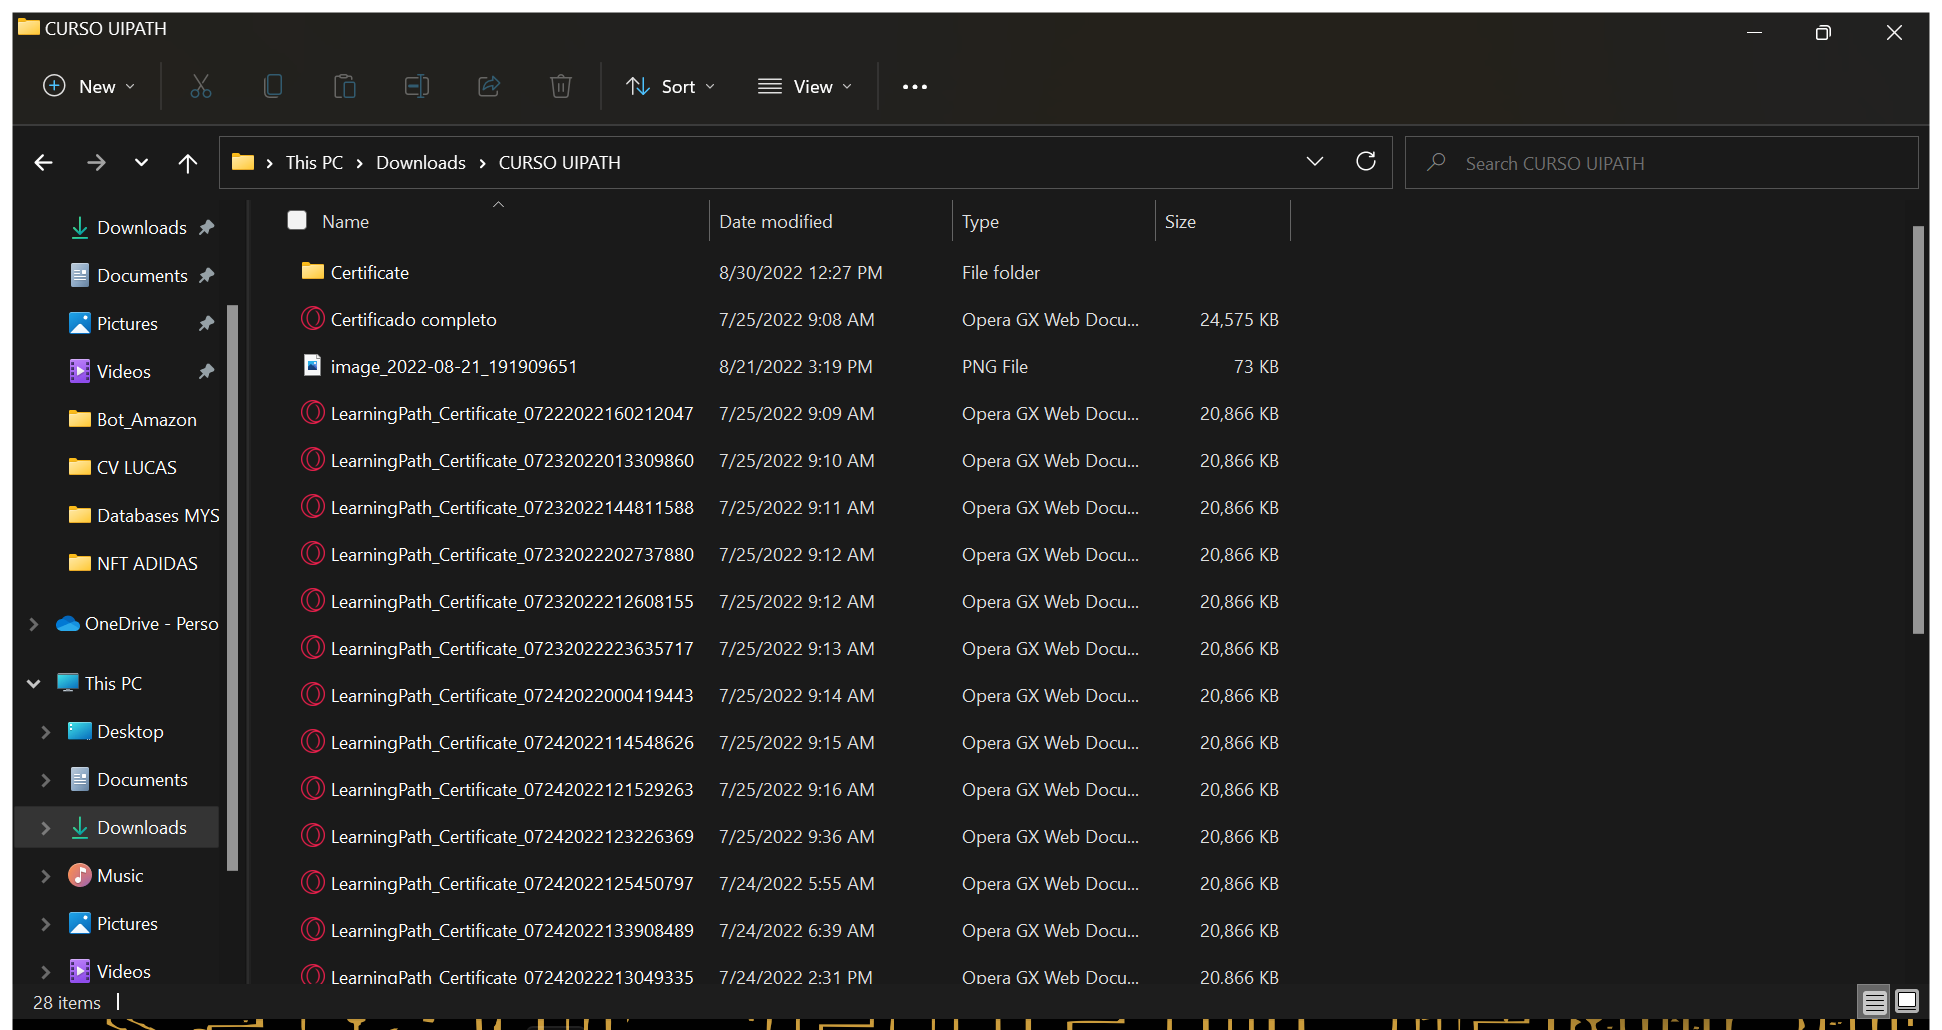 CURSO UIPATH
New
Sort
View
This PC > Downloads > CURSO UIPATH
Search CURSO UIPATH
Downloads
Documents
Pictures
Videos
Bot_Amazon
CV LUCAS
Databases MYS
NFT ADIDAS
OneDrive - Perso
This PC
Desktop
Documents
Downloads
Music
Pictures
Videos
Name Date modified Type Size
Certificate 8/30/2022 12:27 PM File folder
Certificado completo 7/25/2022 9:08 AM Opera GX Web Docu... 24,575 KB
image_2022-08-21_191909651 8/21/2022 3:19 PM PNG File 73 KB
LearningPath_Certificate_07222022160212047 7/25/2022 9:09 AM Opera GX Web Docu... 20,866 KB
LearningPath_Certificate_07232022013309860 7/25/2022 9:10 AM Opera GX Web Docu... 20,866 KB
LearningPath_Certificate_07232022144811588 7/25/2022 9:11 AM Opera GX Web Docu... 20,866 KB
LearningPath_Certificate_07232022202737880 7/25/2022 9:12 AM Opera GX Web Docu... 20,866 KB
LearningPath_Certificate_07232022212608155 7/25/2022 9:12 AM Opera GX Web Docu... 20,866 KB
LearningPath_Certificate_07232022223635717 7/25/2022 9:13 AM Opera GX Web Docu... 20,866 KB
LearningPath_Certificate_07242022000419443 7/25/2022 9:14 AM Opera GX Web Docu... 20,866 KB
LearningPath_Certificate_07242022114548626 7/25/2022 9:15 AM Opera GX Web Docu... 20,866 KB
LearningPath_Certificate_07242022121529263 7/25/2022 9:16 AM Opera GX Web Docu... 20,866 KB
LearningPath_Certificate_07242022123226369 7/25/2022 9:36 AM Opera GX Web Docu... 20,866 KB
LearningPath_Certificate_07242022125450797 7/24/2022 5:55 AM Opera GX Web Docu... 20,866 KB
LearningPath_Certificate_07242022133908489 7/24/2022 6:39 AM Opera GX Web Docu... 20,866 KB
LearningPath_Certificate_07242022213049335 7/24/2022 2:31 PM Opera GX Web Docu... 20,866 KB
28 items